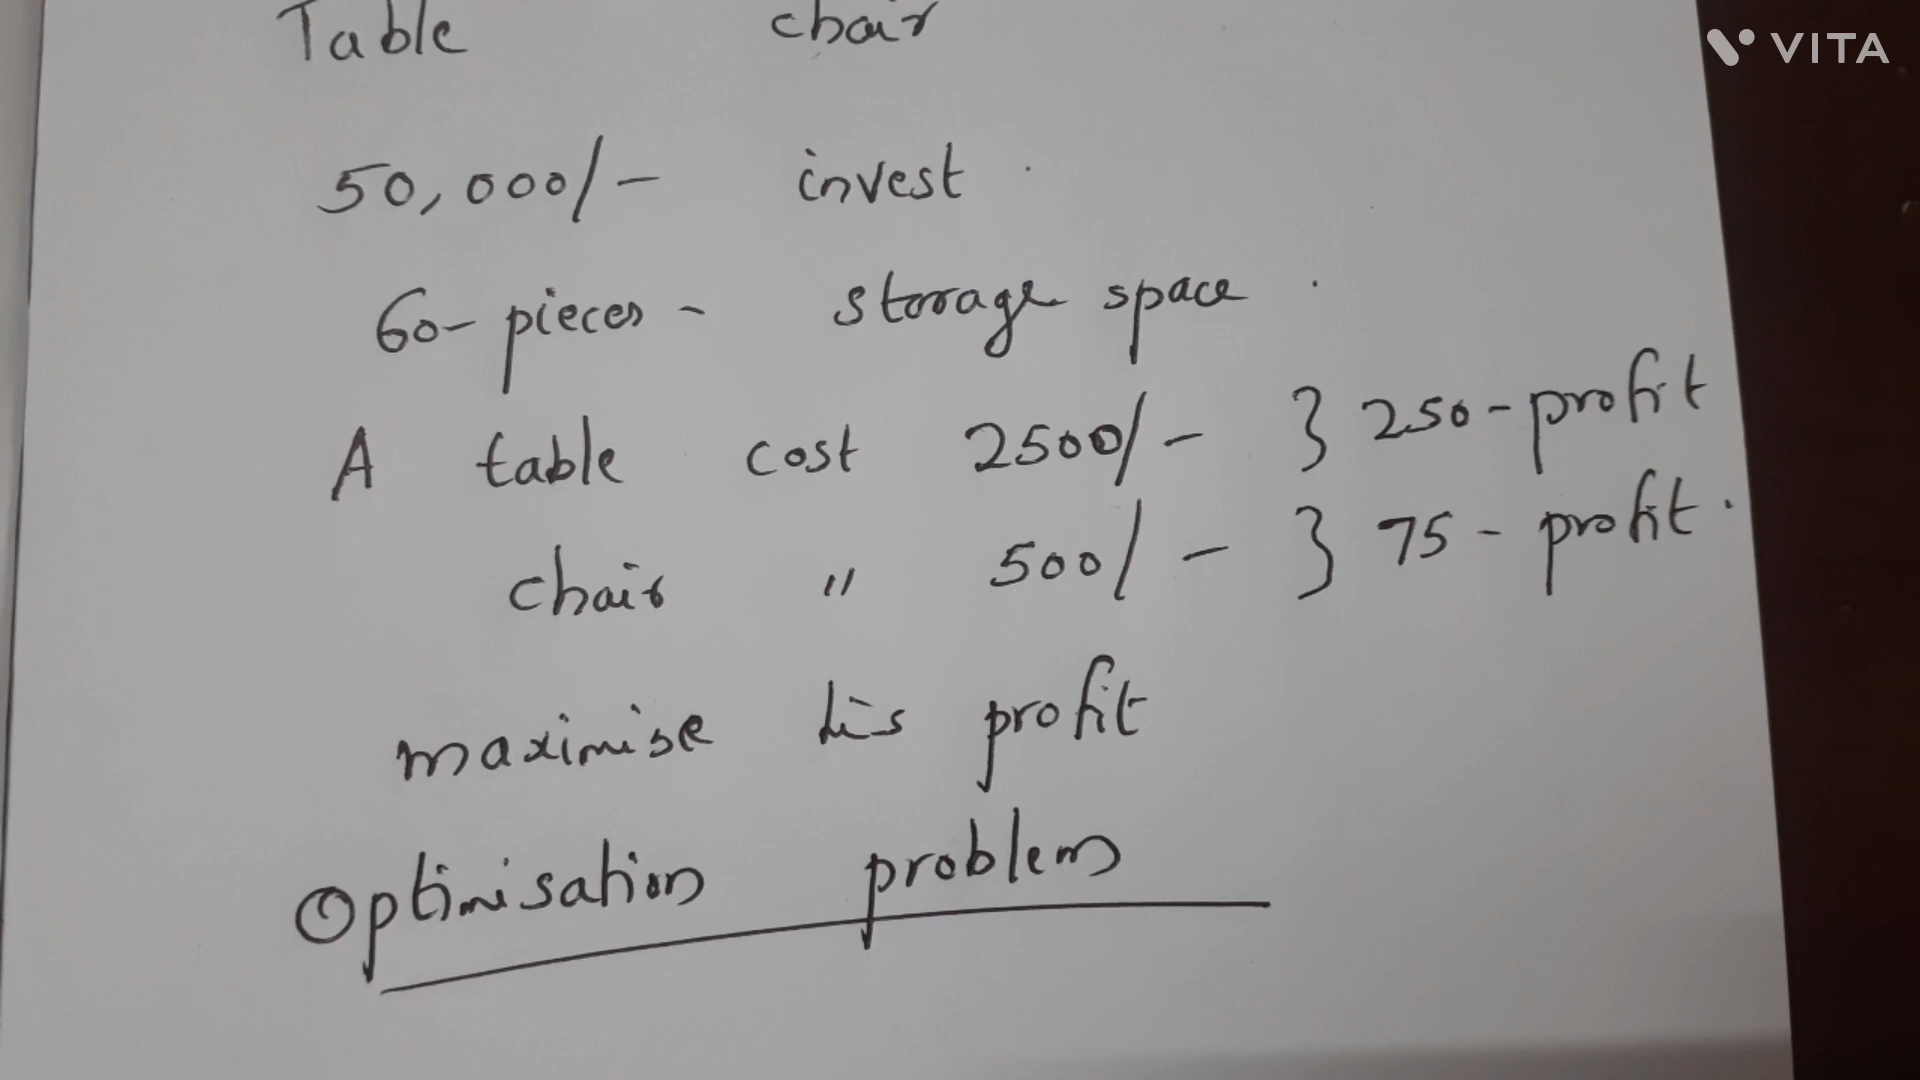 Table chair
VITA
50,000/- invest.
60- pieces - storage space.
A table cost 2500/- } 250 - profit
chair " 500/- } 75 - profit.
maximise his profit
Optimisation problem